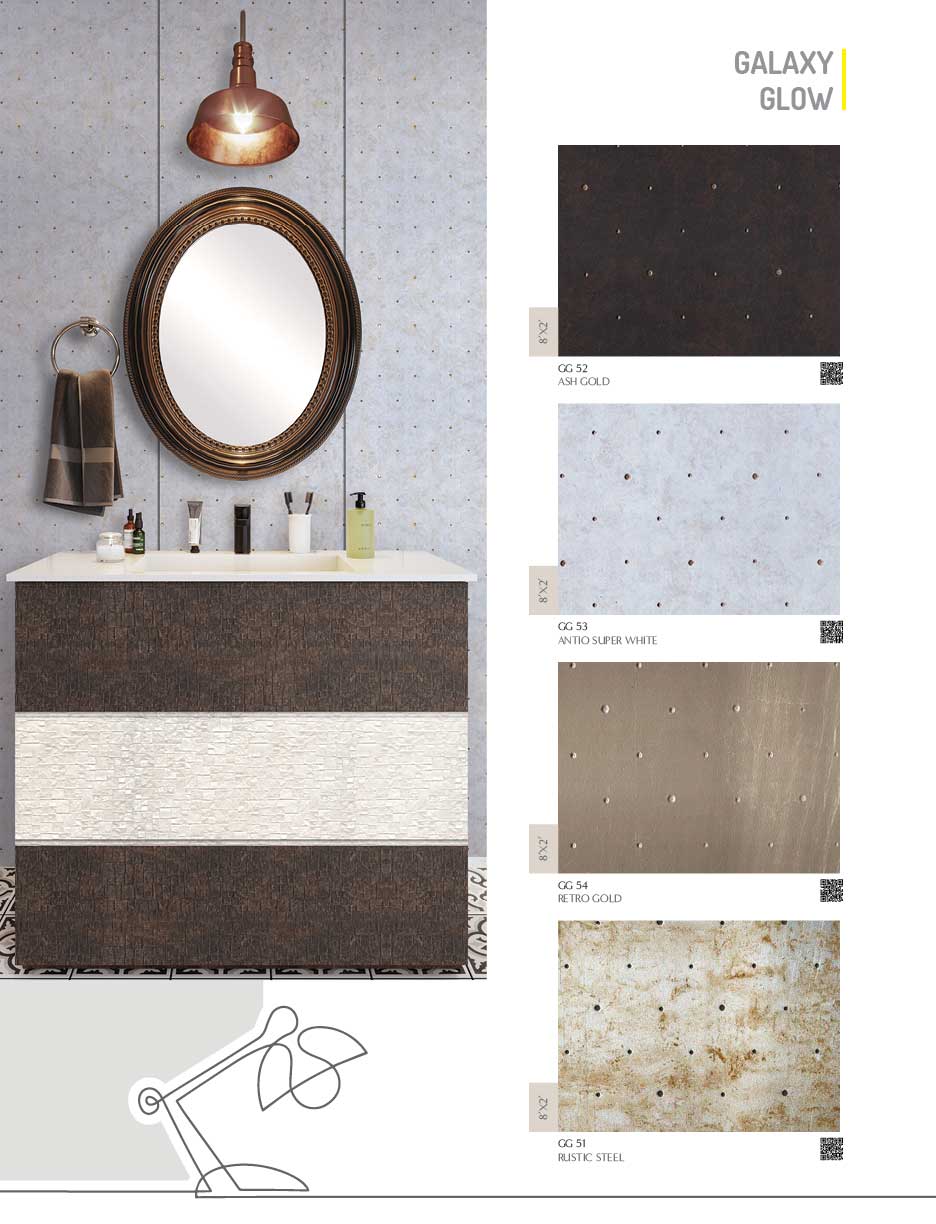 GALAXY
GLOW
8'X2'
GG 52
ASH GOLD
8'X2'
GG 53
ANTIO SUPER WHITE
8'X2'
GG 54
RETRO GOLD
8'X2'
GG 51
RUSTIC STEEL